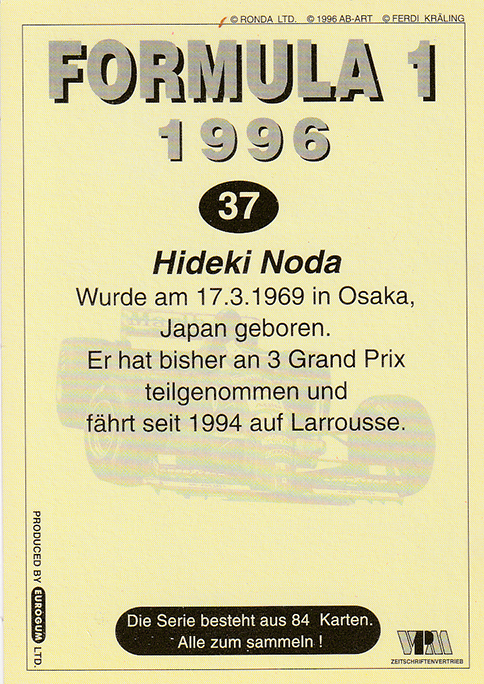 © RONDA LTD. © 1996 AB-ART © FERDI KRÄLING
FORMULA 1
1996
37
Hideki Noda
Wurde am 17.3.1969 in Osaka,
Japan geboren.
Er hat bisher an 3 Grand Prix
teilgenommen und
fährt seit 1994 auf Larrousse.
PRODUCED BY EUROGUM LTD.
Die Serie besteht aus 84 Karten.
Alle zum sammeln !
VPM
ZEITSCHRIFTENVERTRIEB